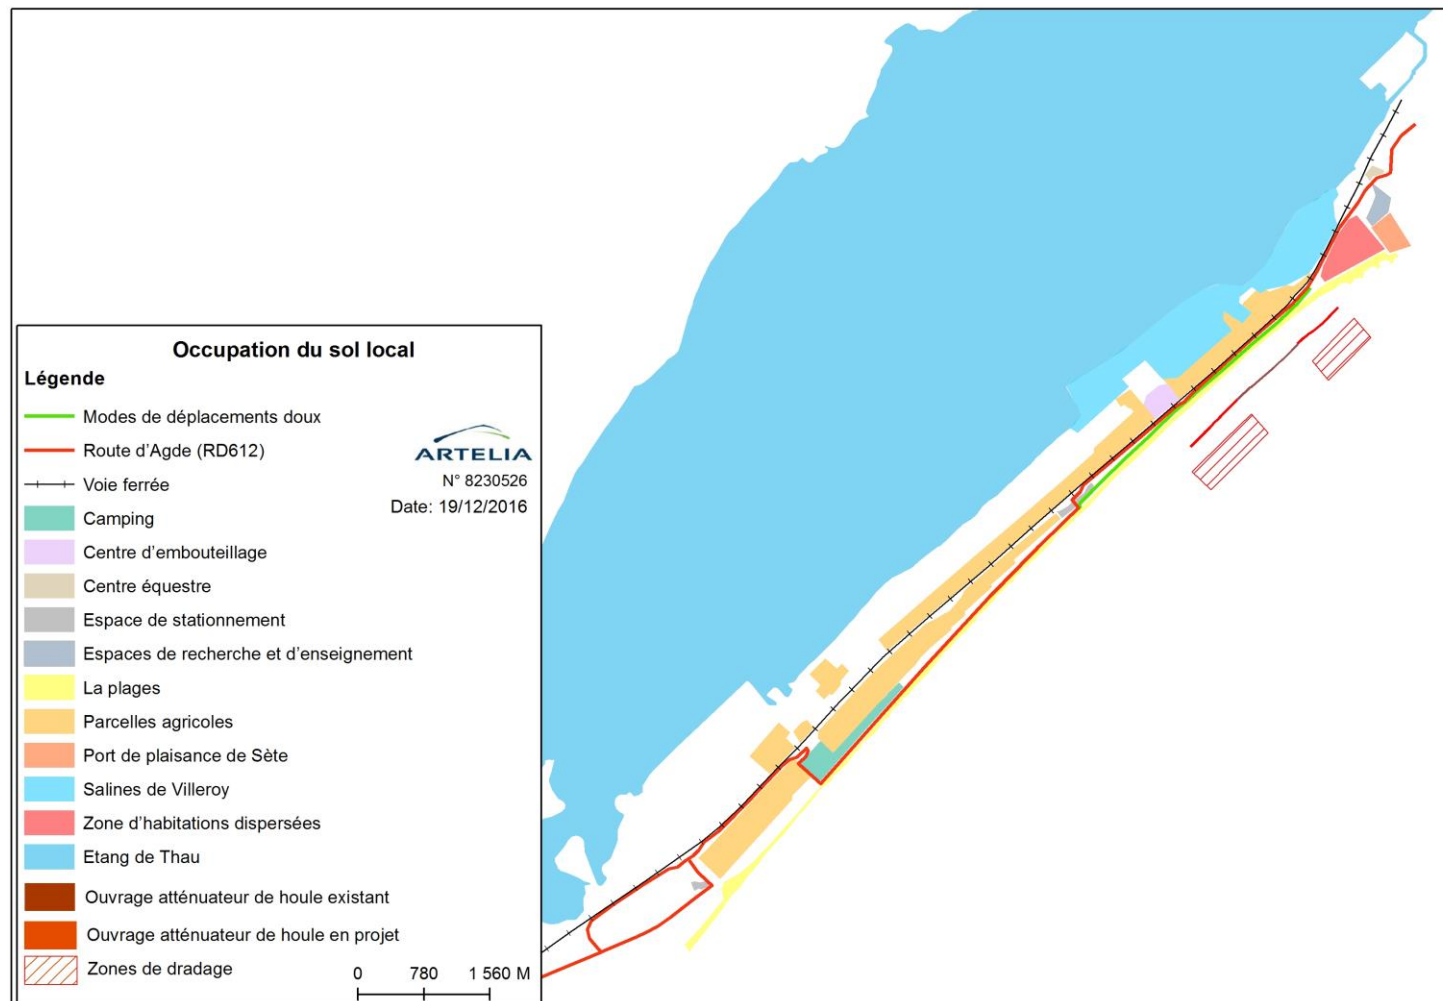 Occupation du sol local
Légende
Modes de déplacements doux
Route d'Agde (RD612)
Voie ferrée
Camping
Centre d'embouteillage
Centre équestre
Espace de stationnement
Espaces de recherche et d'enseignement
La plages
Parcelles agricoles
Port de plaisance de Sète
Salines de Villeroy
Zone d'habitations dispersées
Etang de Thau
Ouvrage atténuateur de houle existant
Ouvrage atténuateur de houle en projet
Zones de dradage
ARTELIA
N° 8230526
Date: 19/12/2016
0 780 1 560 M